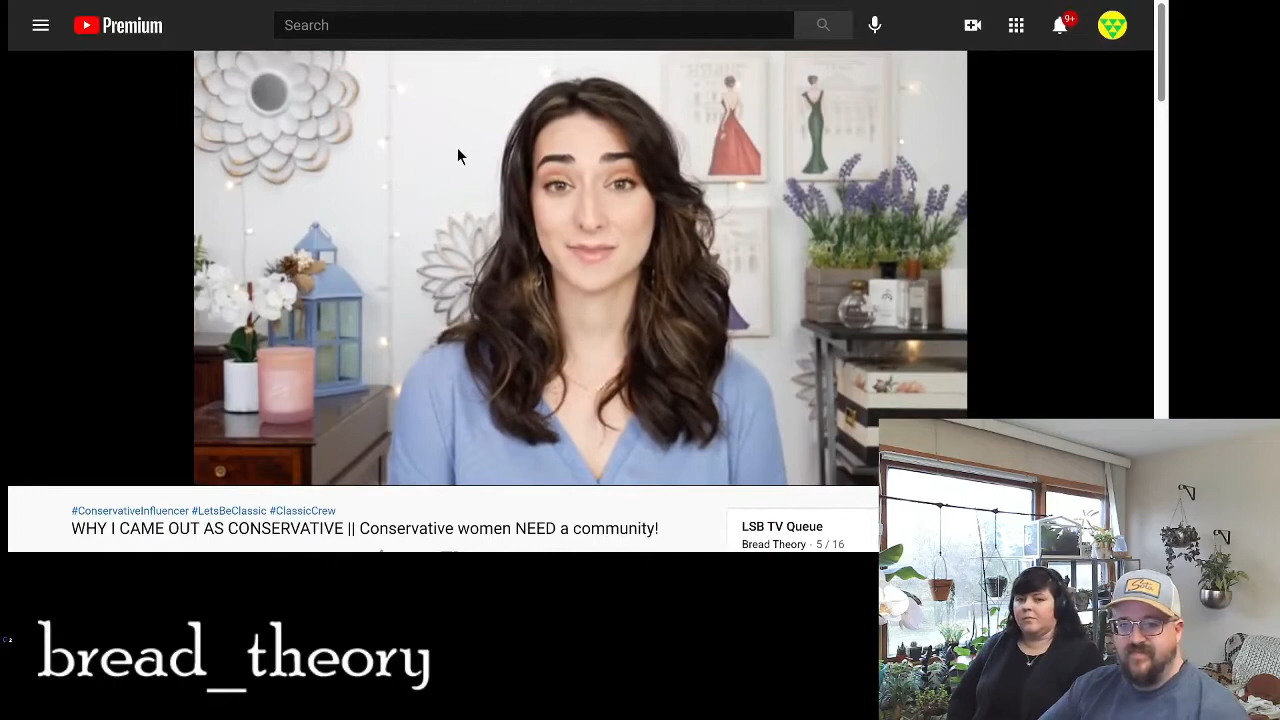 Premium
Search
9+
#ConservativeInfluencer #LetsBeClassic #ClassicCrew
WHY I CAME OUT AS CONSERVATIVE || Conservative women NEED a community!
LSB TV Queue
Bread Theory · 5 / 16
bread_theory